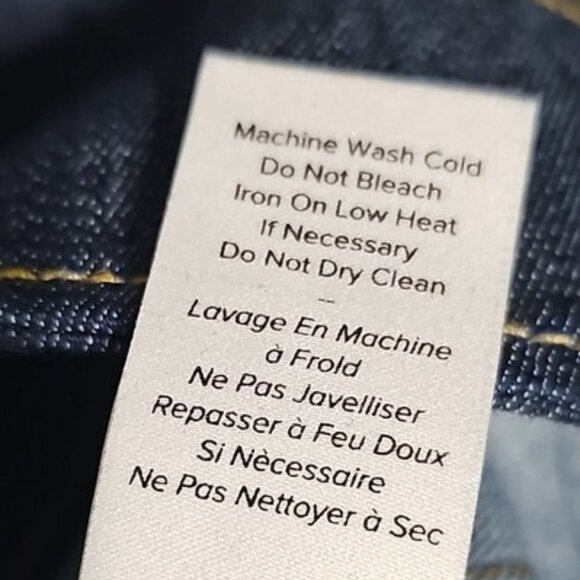 Machine Wash Cold
Do Not Bleach
Iron On Low Heat
If Necessary
Do Not Dry Clean
–
Lavage En Machine
à Frold
Ne Pas Javelliser
Repasser à Feu Doux
Si Nècessaire
Ne Pas Nettoyer à Sec